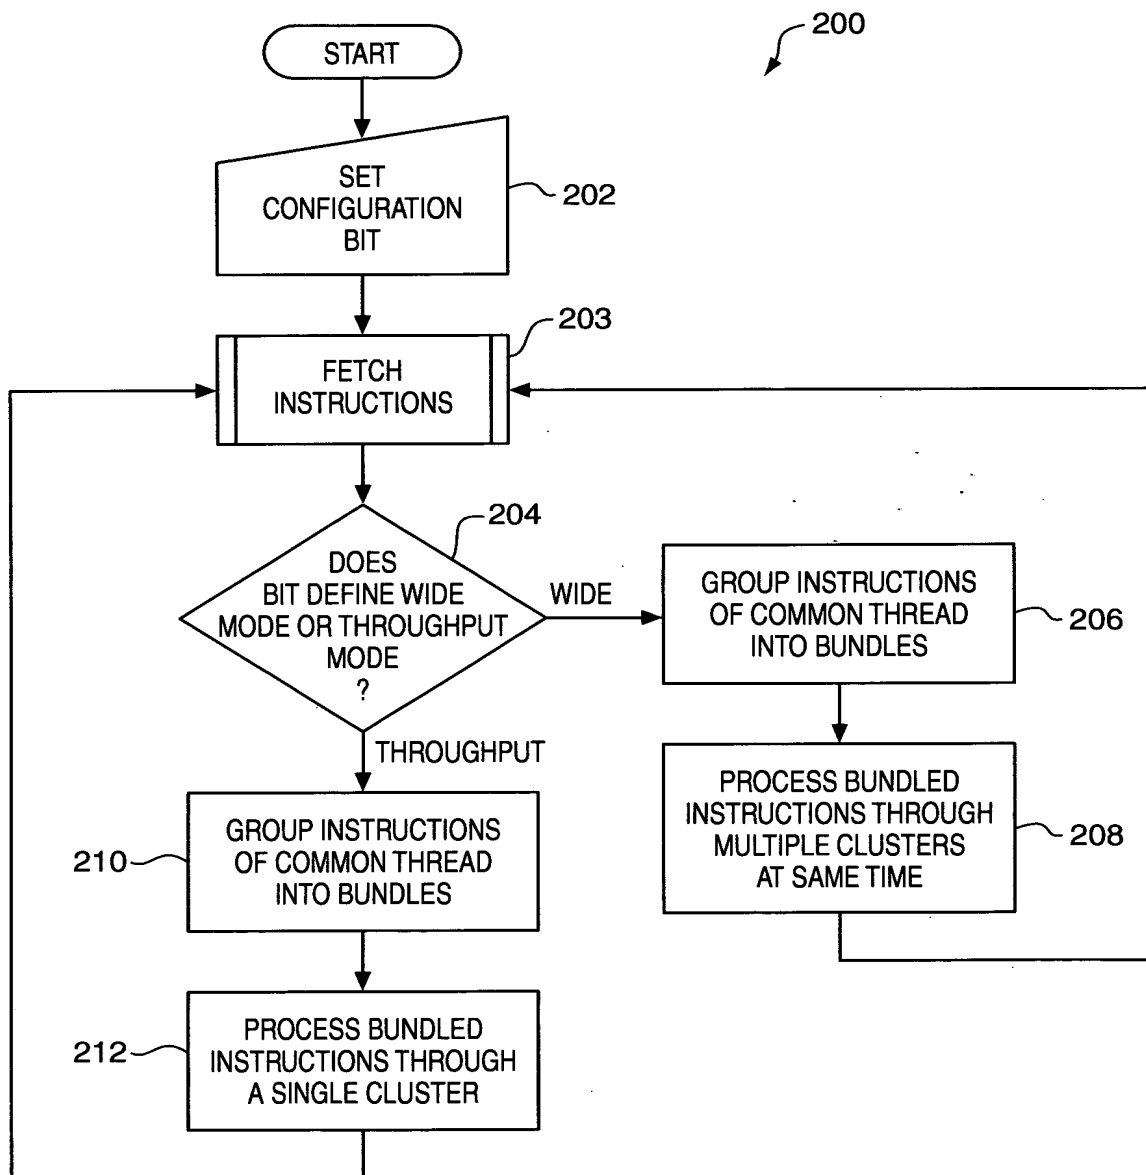 200
START
SET
CONFIGURATION
BIT
202
203
FETCH
INSTRUCTIONS
204
DOES
BIT DEFINE WIDE
MODE OR THROUGHPUT
MODE
?
WIDE
GROUP INSTRUCTIONS
OF COMMON THREAD
INTO BUNDLES
206
PROCESS BUNDLED
INSTRUCTIONS THROUGH
MULTIPLE CLUSTERS
AT SAME TIME
208
THROUGHPUT
210
GROUP INSTRUCTIONS
OF COMMON THREAD
INTO BUNDLES
212
PROCESS BUNDLED
INSTRUCTIONS THROUGH
A SINGLE CLUSTER